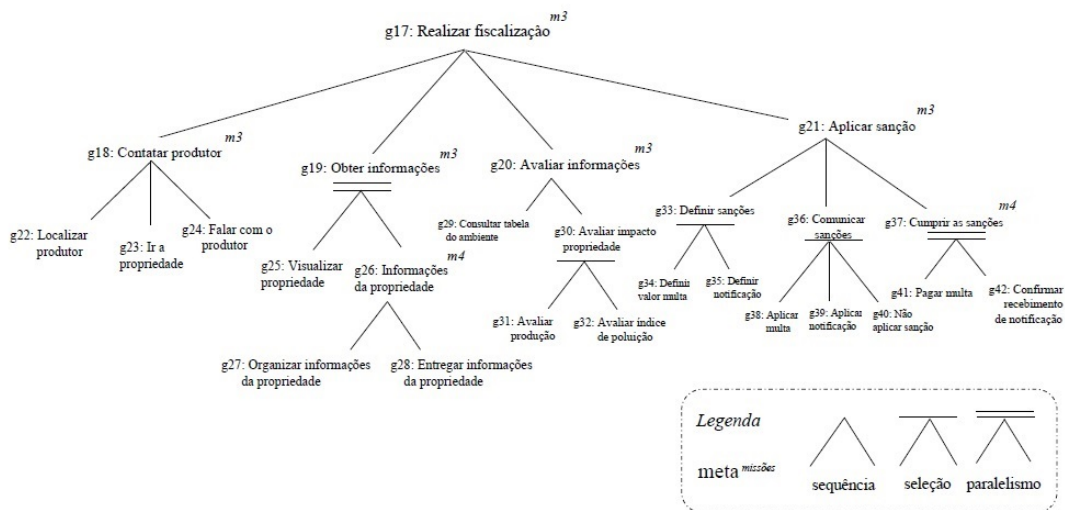 g17: Realizar fiscalização m3
g18: Contatar produtor m3
g19: Obter informações m3
g20: Avaliar informações m3
g21: Aplicar sanção m3
g22: Localizar
produtor
g23: Ir a
propriedade
g24: Falar com o
produtor
g25: Visualizar
propriedade
g26: Informações m4
da propriedade
g27: Organizar informações
da propriedade
g28: Entregar informações
da propriedade
g29: Consultar tabela
do ambiente
g30: Avaliar impacto
propriedade
g31: Avaliar
produção
g32: Avaliar índice
de poluição
g33: Definir sanções
g34: Definir
valor multa
g35: Definir
notificação
g36: Comunicar
sanções
g37: Cumprir as sanções m4
g38: Aplicar
multa
g39: Aplicar
notificação
g40: Não
aplicar sanção
g41: Pagar multa
g42: Confirmar
recebimento
de notificação
Legenda
meta missões
sequência
seleção
paralelismo